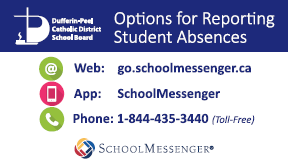 Dufferin-Peel
Catholic District
School Board
Options for Reporting
Student Absences
@ Web: go.schoolmessenger.ca
App: SchoolMessenger
Phone: 1-844-435-3440 (Toll-Free)
SCHOOLMESSENGER®